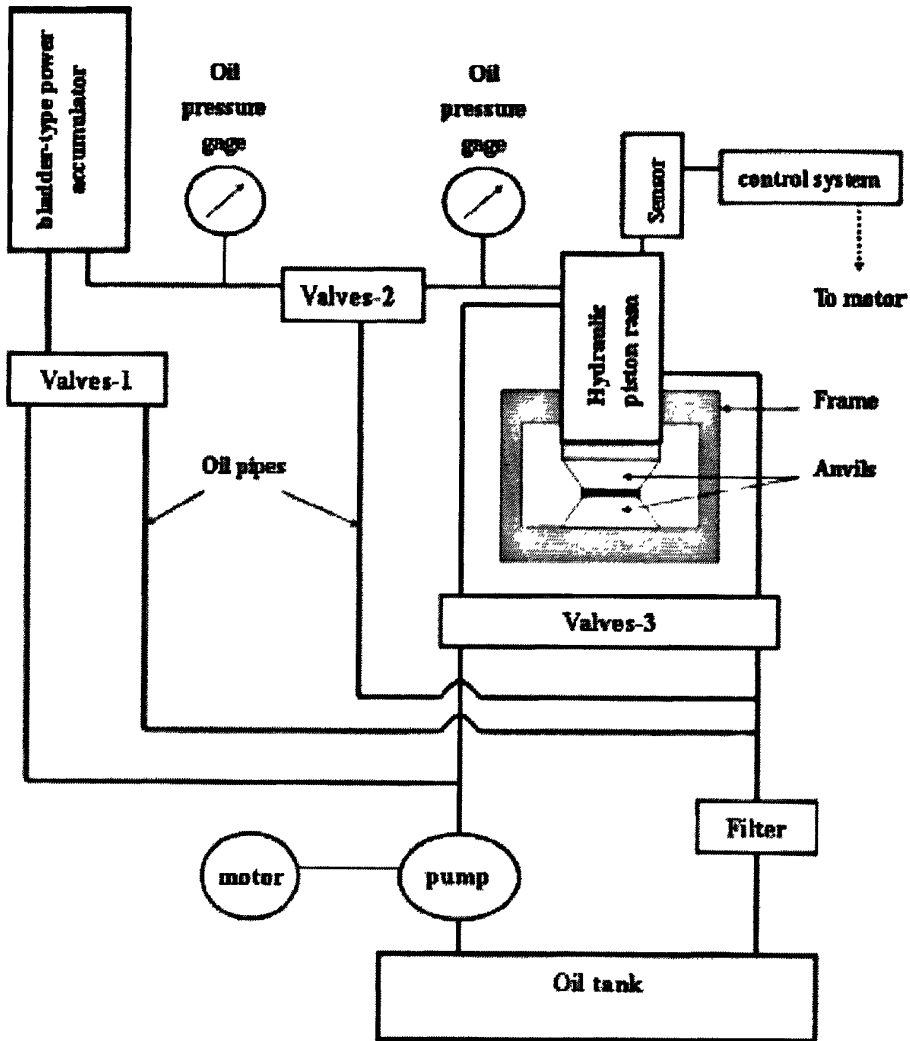 bladder-type power
accumulator
Oil
pressure
gage
Oil
pressure
gage
Sensor
control system
To motor
Valves-2
Hydraulic
piston ram
Valves-1
Frame
Oil pipes
Anvils
Valves-3
Filter
motor
pump
Oil tank